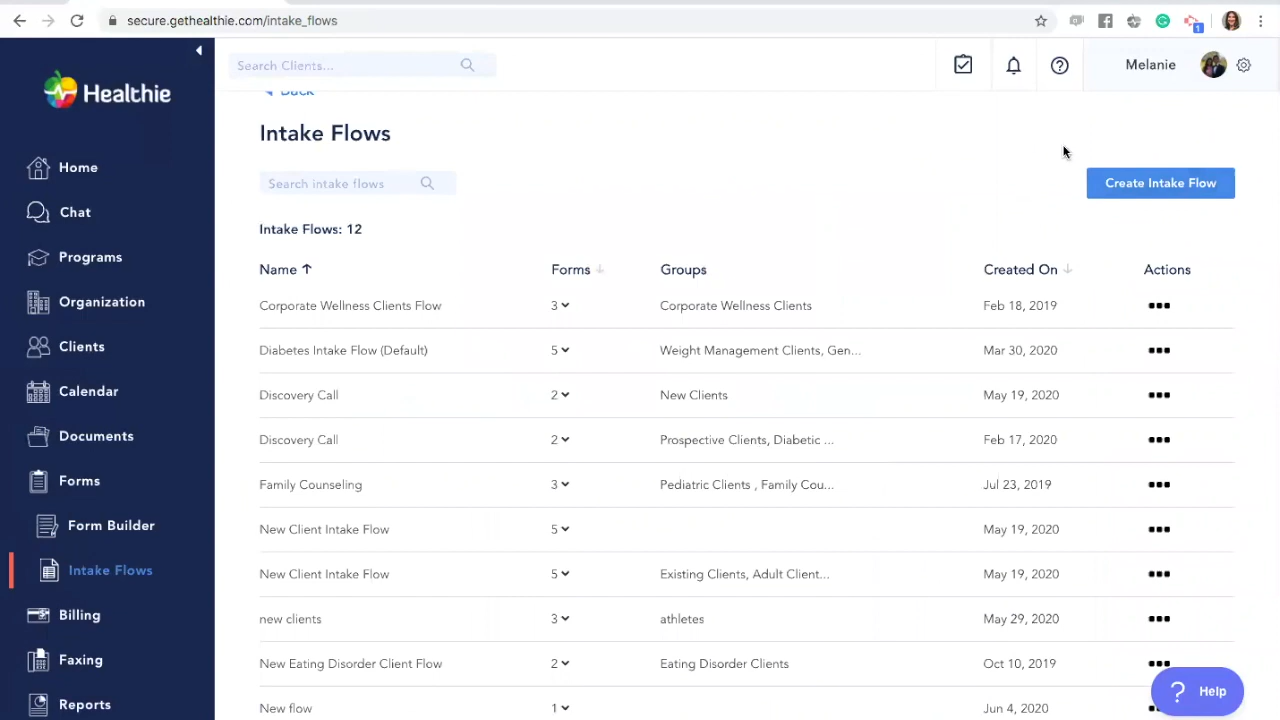 secure.gethealthie.com/intake_flows
1
Healthie
Search Clients...
Melanie
Back
Home
Chat
Programs
Organization
Clients
Calendar
Documents
Forms
Form Builder
Intake Flows
Billing
Faxing
Reports
Intake Flows
Search intake flows
Create Intake Flow
Intake Flows: 12
Name Forms Groups Created On Actions
Corporate Wellness Clients Flow 3 Corporate Wellness Clients Feb 18, 2019
Diabetes Intake Flow (Default) 5 Weight Management Clients, Gen... Mar 30, 2020
Discovery Call 2 New Clients May 19, 2020
Discovery Call 2 Prospective Clients, Diabetic ... Feb 17, 2020
Family Counseling 3 Pediatric Clients , Family Cou... Jul 23, 2019
New Client Intake Flow 5 May 19, 2020
New Client Intake Flow 5 Existing Clients, Adult Client... May 19, 2020
new clients 3 athletes May 29, 2020
New Eating Disorder Client Flow 2 Eating Disorder Clients Oct 10, 2019
New flow 1 Jun 4, 2020
? Help